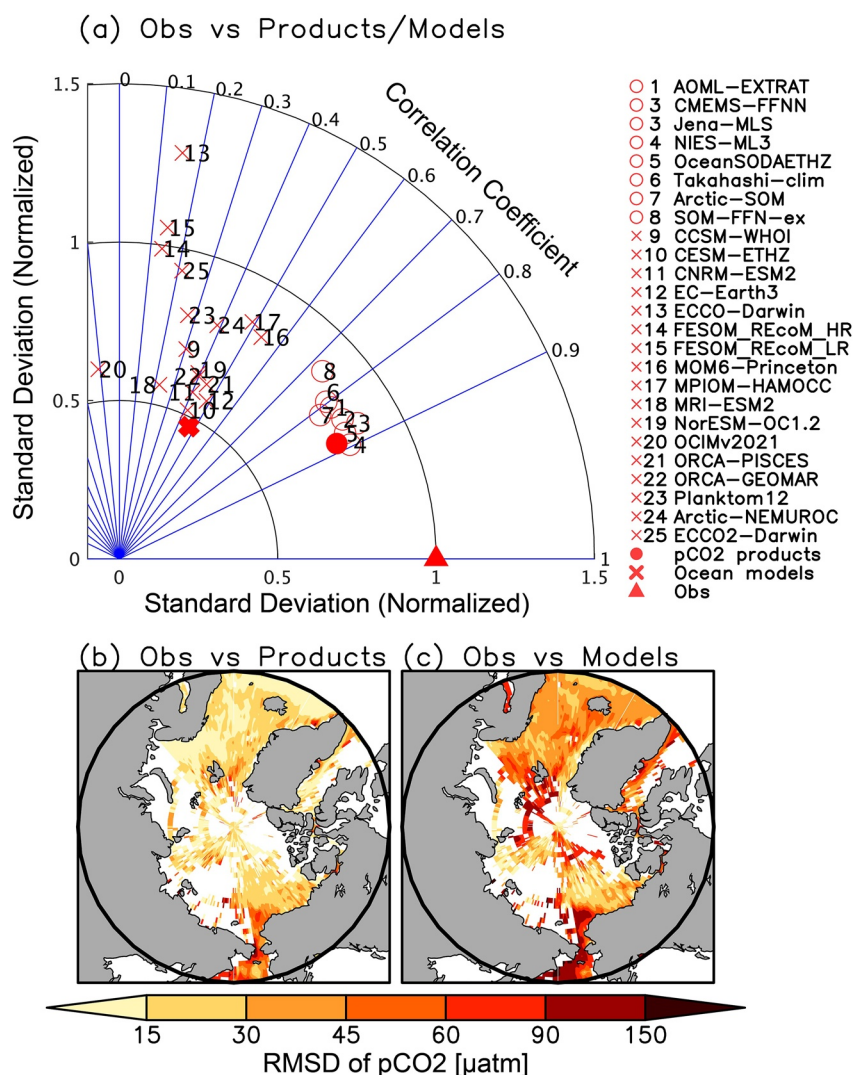 (a) Obs vs Products/Models
Standard Deviation (Normalized)
1.5
1
0.5
0
0
0.1
0.2
0.3
0.4
0.5
0.6
0.7
0.8
0.9
1
Correlation Coefficient
13
15
14
25
23
24
17
16
9
20
18
22
19
21
11
12
10
8
6
1
7
2
3
5
4
0
0.5
1
1.5
Standard Deviation (Normalized)
1 AOML-EXTRAT
3 CMEMS-FFNN
3 Jena-MLS
4 NIES-ML3
5 OceanSODAETHZ
6 Takahashi-clim
7 Arctic-SOM
8 SOM-FFN-ex
9 CCSM-WHOI
10 CESM-ETHZ
11 CNRM-ESM2
12 EC-Earth3
13 ECCO-Darwin
14 FESOM_REcoM_HR
15 FESOM_REcoM_LR
16 MOM6-Princeton
17 MPIOM-HAMOCC
18 MRI-ESM2
19 NorESM-OC1.2
20 OCIMv2021
21 ORCA-PISCES
22 ORCA-GEOMAR
23 Planktom12
24 Arctic-NEMUROC
25 ECCO2-Darwin
pCO2 products
Ocean models
Obs
(b) Obs vs Products
(c) Obs vs Models
15 30 45 60 90 150
RMSD of pCO2 [µatm]